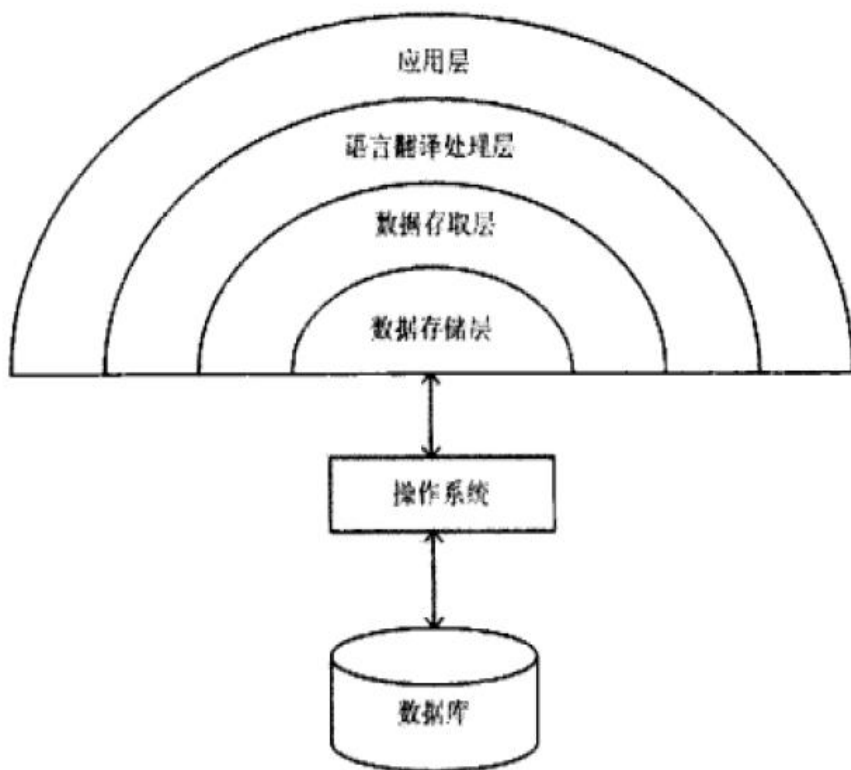 应用层
语言翻译处理层
数据存取层
数据存储层
操作系统
数据库